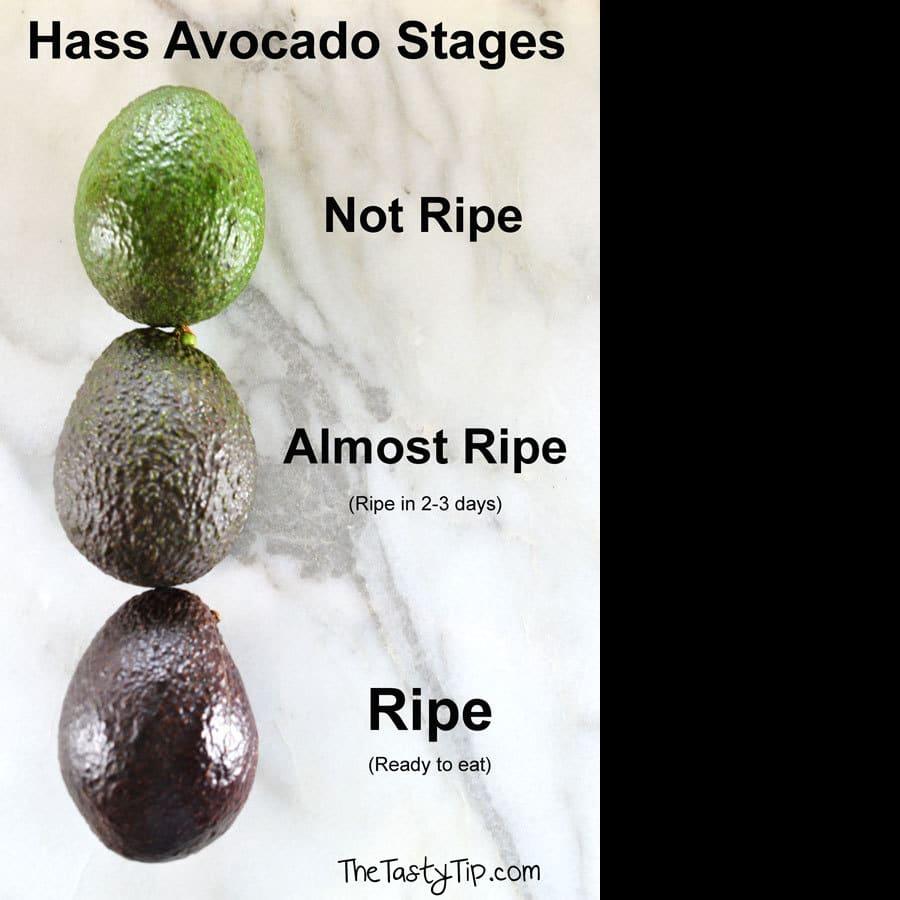 Hass Avocado Stages
Not Ripe
Almost Ripe
(Ripe in 2-3 days)
Ripe
(Ready to eat)
TheTastyTip.com